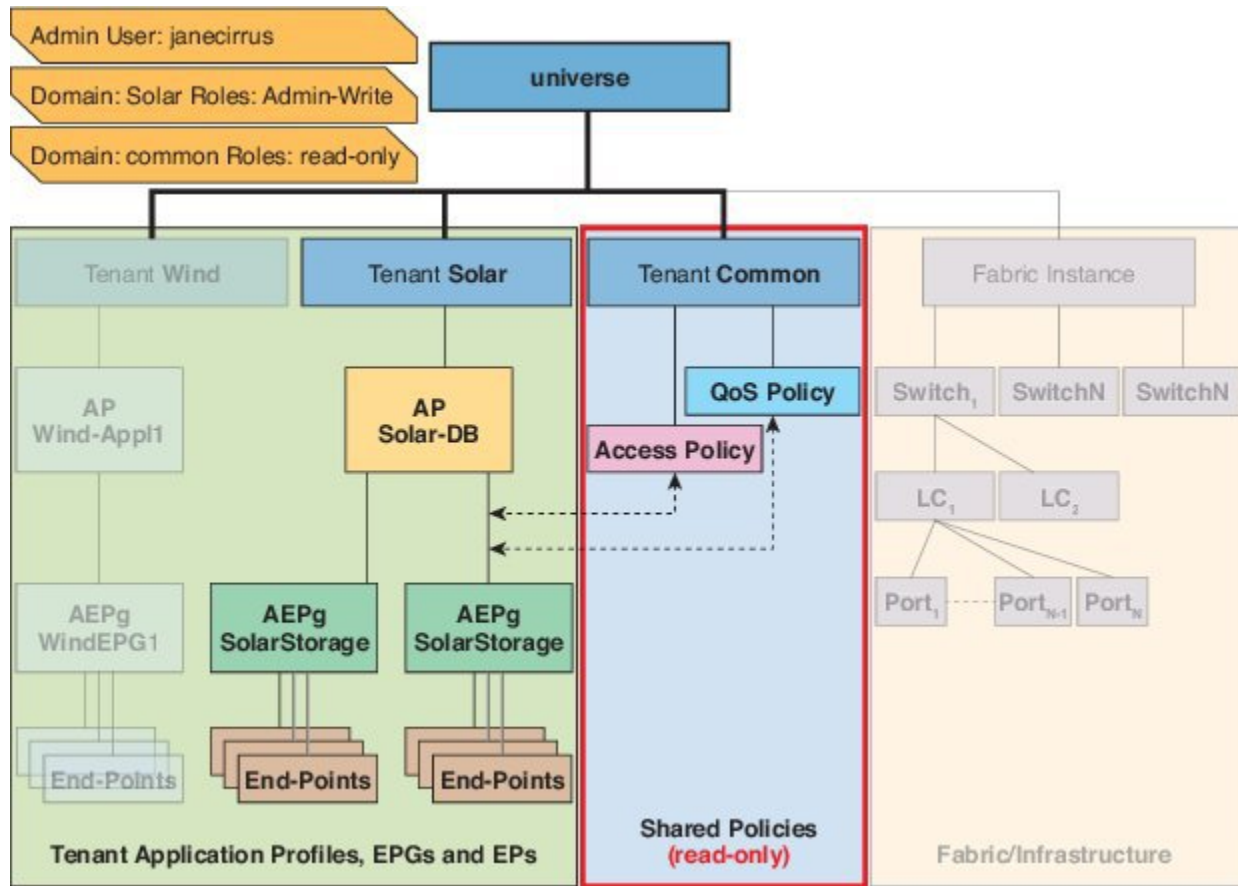 Admin User: janecirrus
Domain: Solar Roles: Admin-Write
Domain: common Roles: read-only
universe
Tenant Wind
Tenant Solar
Tenant Common
Fabric Instance
AP
Wind-Appl1
AP
Solar-DB
QoS Policy
Access Policy
Switch1
SwitchN
SwitchN
LC1
LC2
AEPg
WindEPG1
AEPg
SolarStorage
AEPg
SolarStorage
Port1
PortN-1
PortN
End-Points
End-Points
End-Points
Tenant Application Profiles, EPGs and EPs
Shared Policies
(read-only)
Fabric/Infrastructure